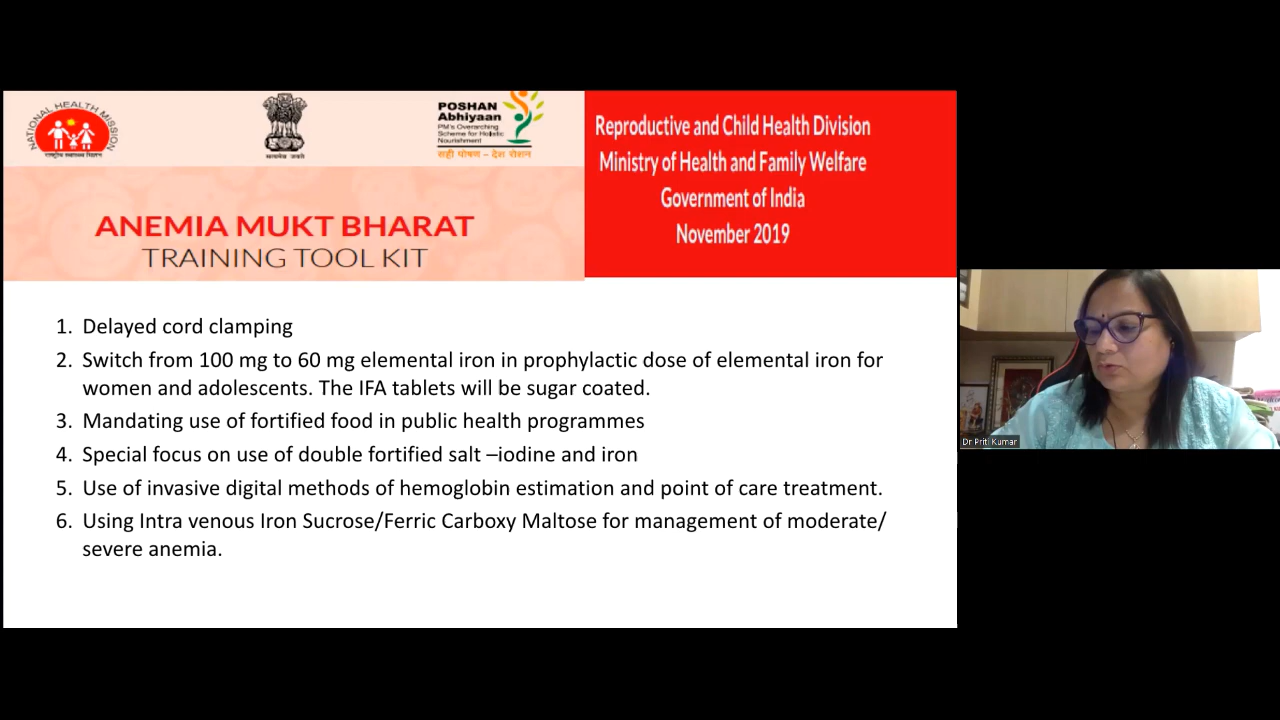 NATIONAL HEALTH MISSION
राष्ट्रीय स्वास्थ्य मिशन
सत्यमेव जयते
POSHAN
Abhiyaan
PM's Overarching
Scheme for Holistic
Nourishment
सही पोषण – देश रोशन
ANEMIA MUKT BHARAT
TRAINING TOOL KIT
Reproductive and Child Health Division
Ministry of Health and Family Welfare
Government of India
November 2019
1. Delayed cord clamping
2. Switch from 100 mg to 60 mg elemental iron in prophylactic dose of elemental iron for
women and adolescents. The IFA tablets will be sugar coated.
3. Mandating use of fortified food in public health programmes
4. Special focus on use of double fortified salt –iodine and iron
5. Use of invasive digital methods of hemoglobin estimation and point of care treatment.
6. Using Intra venous Iron Sucrose/Ferric Carboxy Maltose for management of moderate/
severe anemia.
Dr Priti Kumar